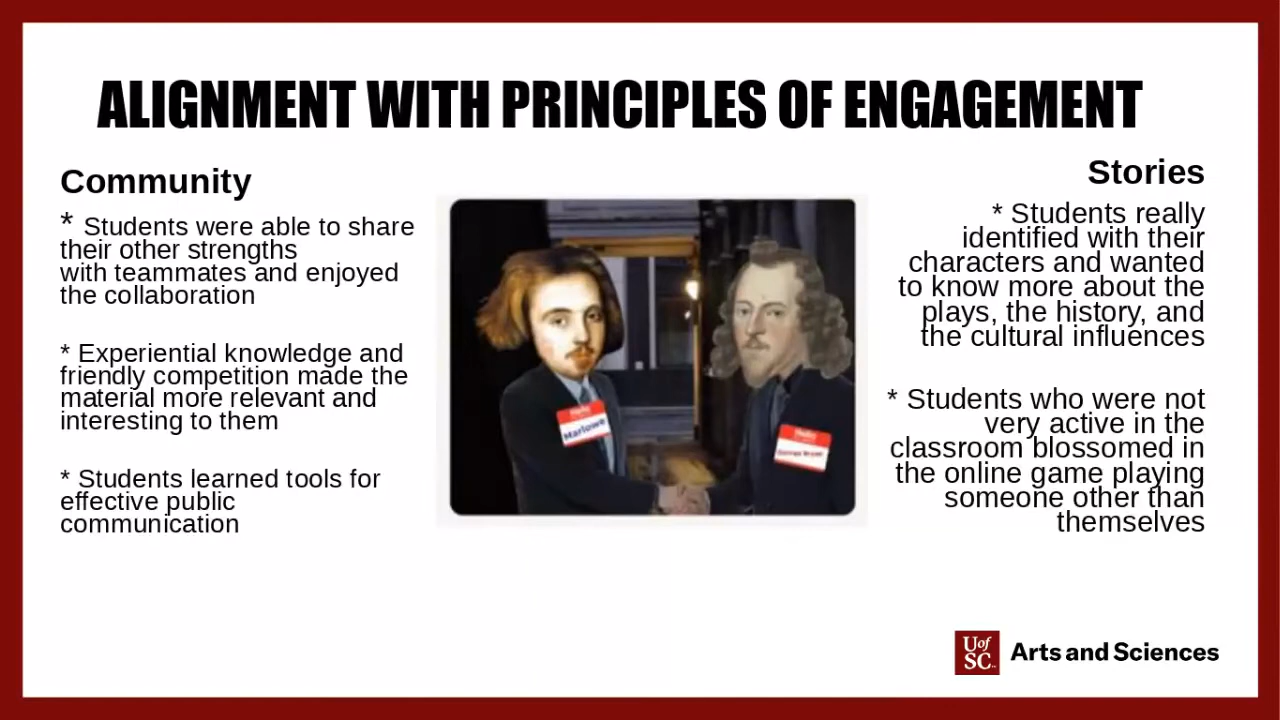 ALIGNMENT WITH PRINCIPLES OF ENGAGEMENT
Community
* Students were able to share
their other strengths
with teammates and enjoyed
the collaboration
* Experiential knowledge and
friendly competition made the
material more relevant and
interesting to them
* Students learned tools for
effective public
communication
Hello
Marlowe
Hello
Stories
* Students really
identified with their
characters and wanted
to know more about the
plays, the history, and
the cultural influences
* Students who were not
very active in the
classroom blossomed in
the online game playing
someone other than
themselves
UofSC
Arts and Sciences